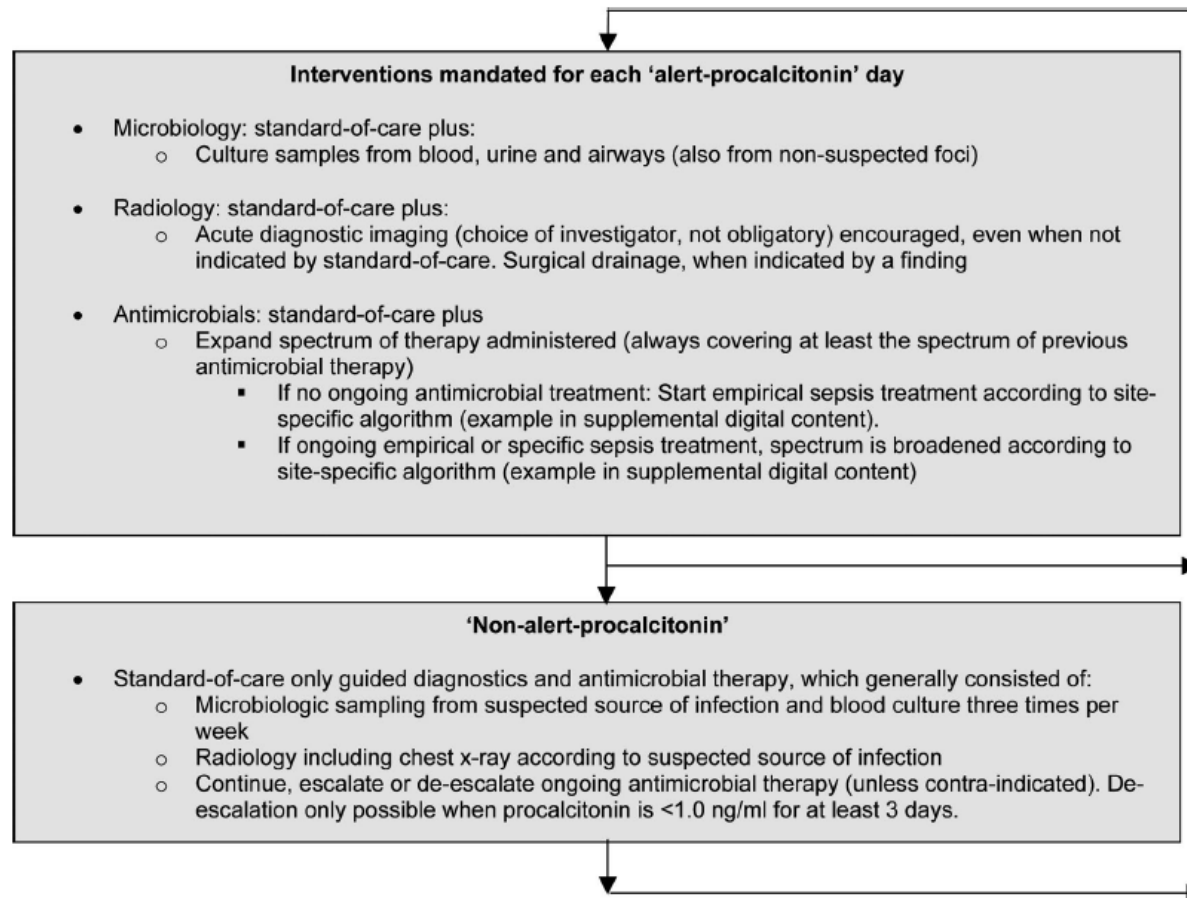 Interventions mandated for each ‘alert-procalcitonin’ day
• Microbiology: standard-of-care plus:
o Culture samples from blood, urine and airways (also from non-suspected foci)
• Radiology: standard-of-care plus:
o Acute diagnostic imaging (choice of investigator, not obligatory) encouraged, even when not
indicated by standard-of-care. Surgical drainage, when indicated by a finding
• Antimicrobials: standard-of-care plus
o Expand spectrum of therapy administered (always covering at least the spectrum of previous
antimicrobial therapy)
▪ If no ongoing antimicrobial treatment: Start empirical sepsis treatment according to site-
specific algorithm (example in supplemental digital content).
▪ If ongoing empirical or specific sepsis treatment, spectrum is broadened according to
site-specific algorithm (example in supplemental digital content)
‘Non-alert-procalcitonin’
• Standard-of-care only guided diagnostics and antimicrobial therapy, which generally consisted of:
o Microbiologic sampling from suspected source of infection and blood culture three times per
week
o Radiology including chest x-ray according to suspected source of infection
o Continue, escalate or de-escalate ongoing antimicrobial therapy (unless contra-indicated). De-
escalation only possible when procalcitonin is <1.0 ng/ml for at least 3 days.